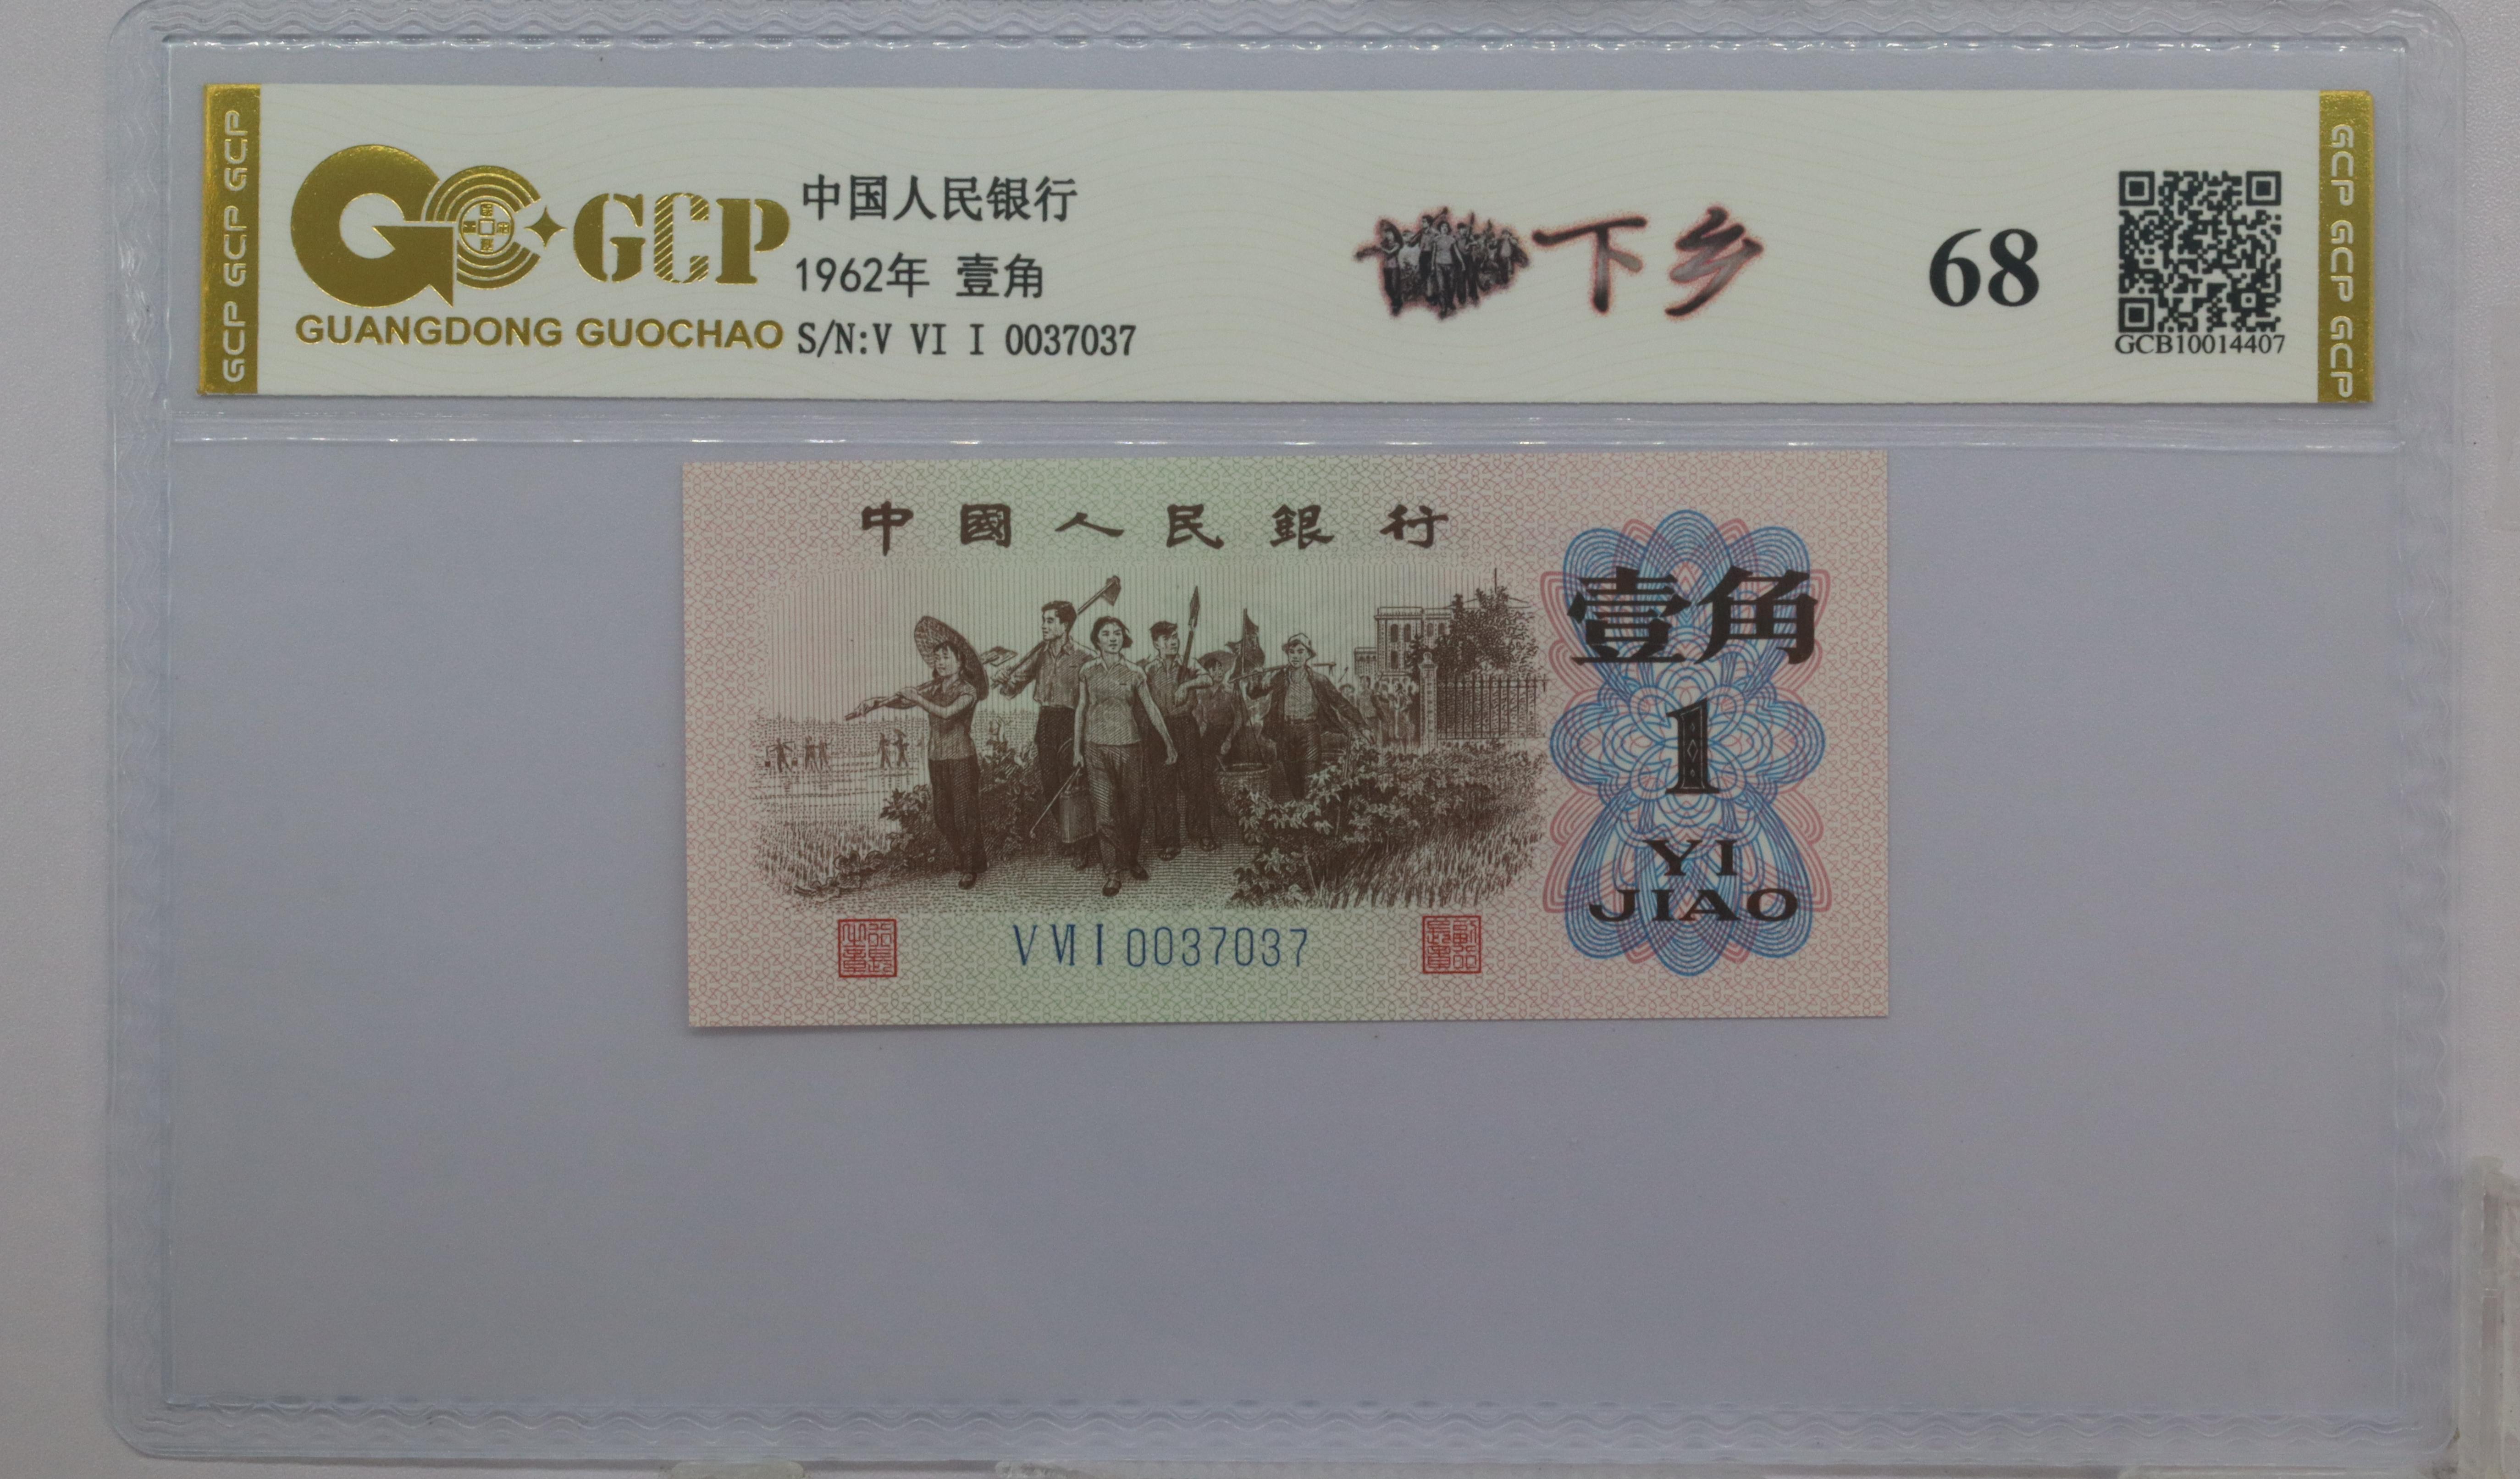 GCP GCP GCP
GCP
GUANGDONG GUOCHAO
中国人民银行
1962年 壹角
S/N:V VI I 0037037
下乡
68
GCB10014407
GCP GCP GCP
中國人民銀行
壹角
1
YI
JIAO
V VI I 0037037